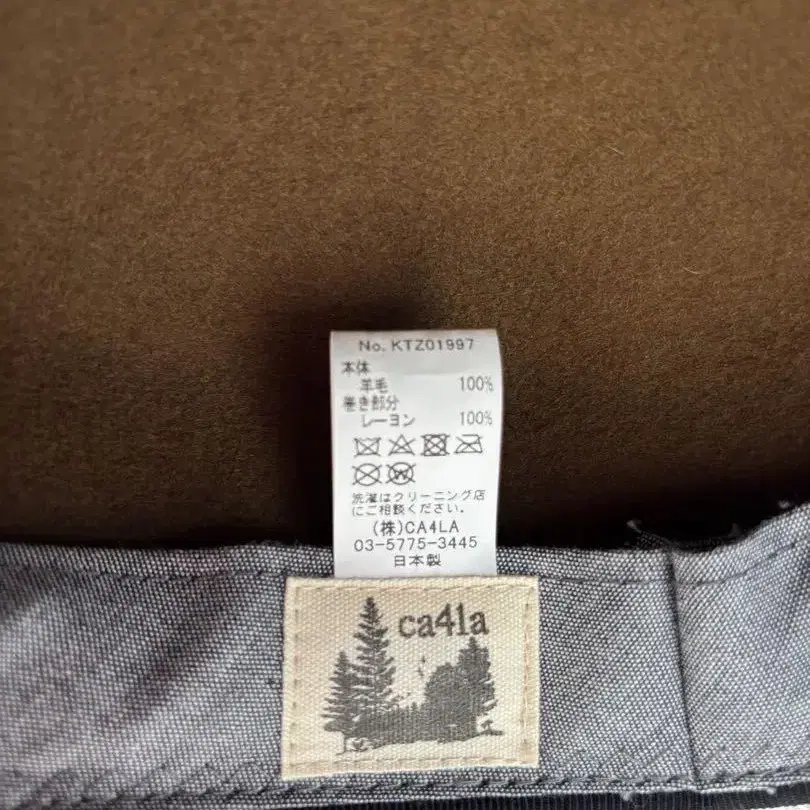 No. KTZ01997
本体
羊毛 100%
巻き部分
レーヨン 100%
洗濯はクリーニング店
にご相談ください。
(株)CA4LA
03-5775-3445
日本製
ca4la